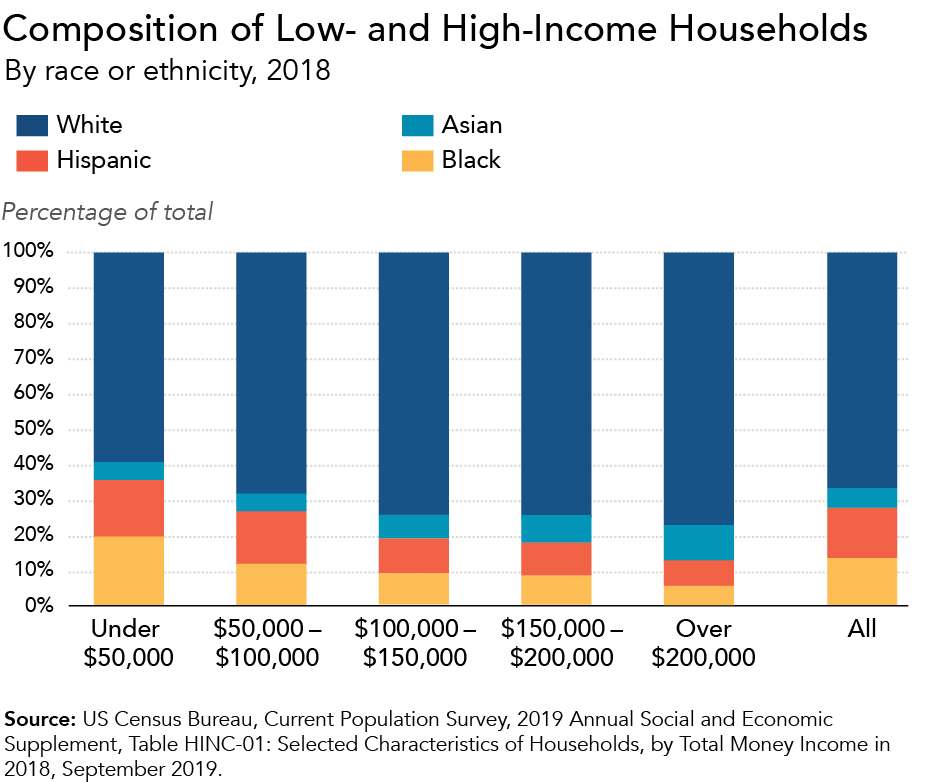 Composition of Low- and High-Income Households
By race or ethnicity, 2018
White
Asian
Hispanic
Black
Percentage of total
100%
90%
80%
70%
60%
50%
40%
30%
20%
10%
0%
Under
$50,000
$50,000 –
$100,000
$100,000 –
$150,000
$150,000 –
$200,000
Over
$200,000
All
Source: US Census Bureau, Current Population Survey, 2019 Annual Social and Economic
Supplement, Table HINC-01: Selected Characteristics of Households, by Total Money Income in
2018, September 2019.